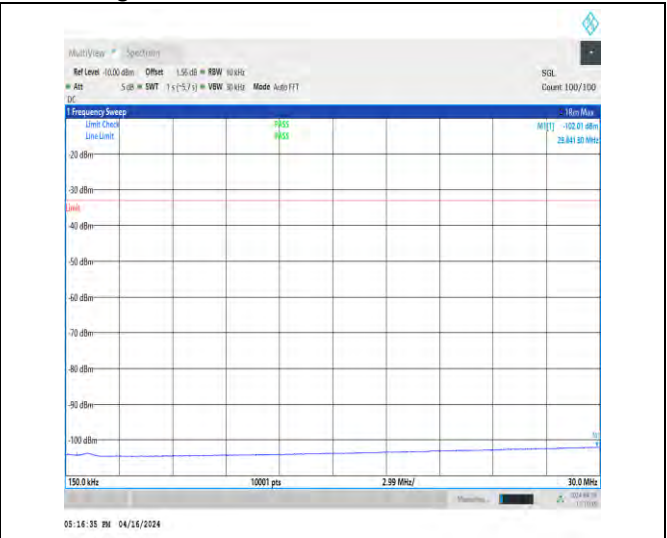 MultiView Spectrum
Ref Level -10.00 dBm Offset 1.56 dB RBW 10 kHz SGL
Att 5 dB SWT 1 s (~5.7 s) VBW 30 kHz Mode Auto FFT Count 100/100
DC
1 Frequency Sweep 1Rm Max
Limit Check PASS M1[1] -102.01 dBm
Line Limit PASS 29.841 30 MHz
-20 dBm
-30 dBm
Limit
-40 dBm
-50 dBm
-60 dBm
-70 dBm
-80 dBm
-90 dBm
-100 dBm
M1
150.0 kHz 10001 pts 2.99 MHz/ 30.0 MHz
05:16:35 PM 04/16/2024